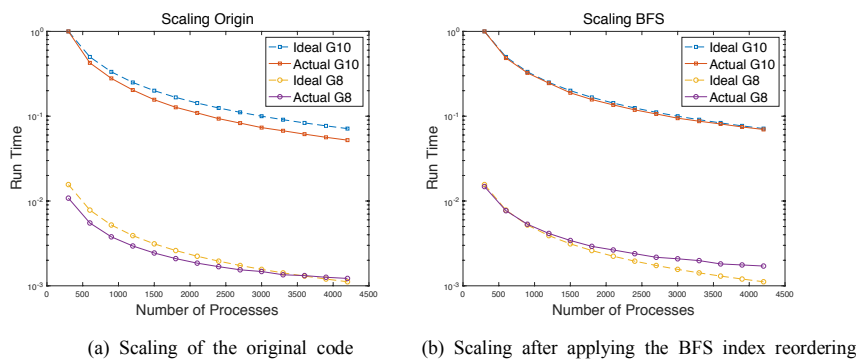 Scaling Origin
10^0
10^-1
10^-2
10^-3
Run Time
0 500 1000 1500 2000 2500 3000 3500 4000 4500
Number of Processes
Ideal G10
Actual G10
Ideal G8
Actual G8
(a) Scaling of the original code
Scaling BFS
10^0
10^-1
10^-2
10^-3
Run Time
0 500 1000 1500 2000 2500 3000 3500 4000 4500
Number of Processes
Ideal G10
Actual G10
Ideal G8
Actual G8
(b) Scaling after applying the BFS index reordering